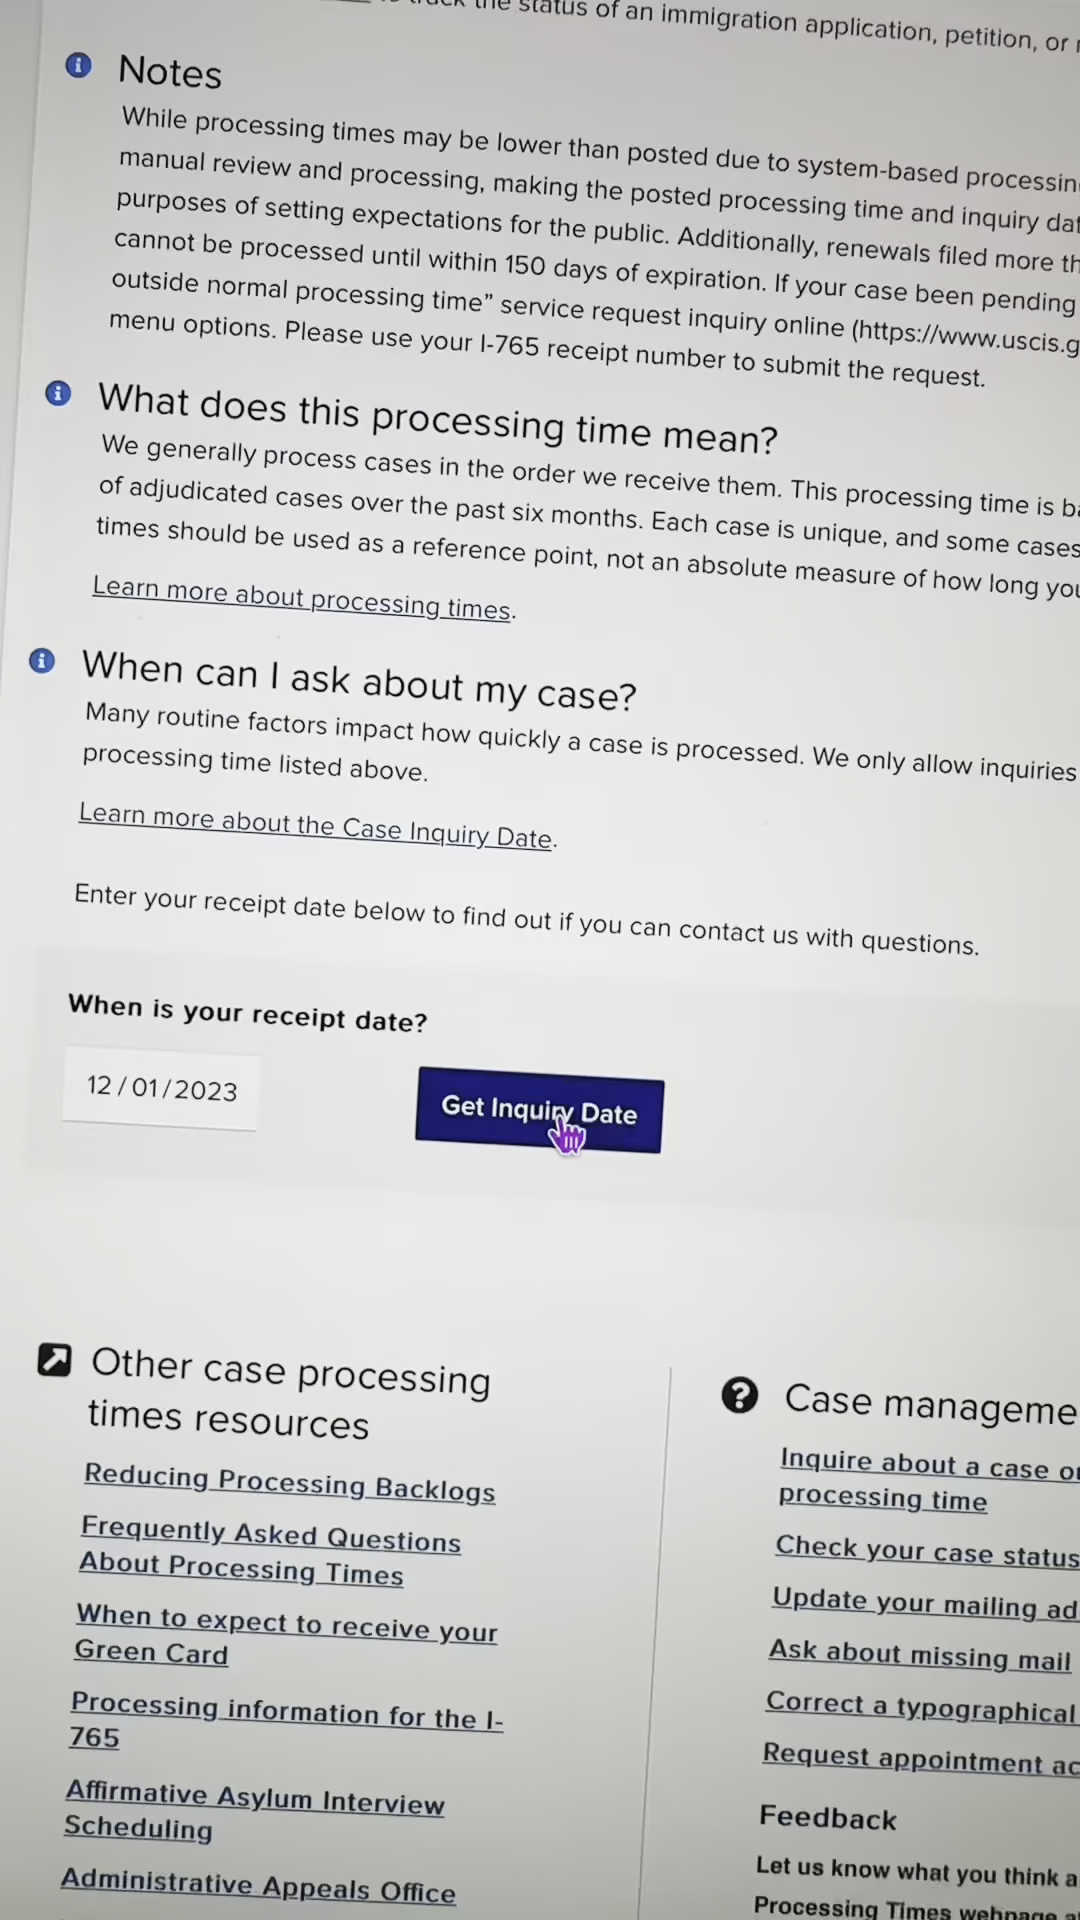 the status of an immigration application, petition, or
Notes
While processing times may be lower than posted due to system-based
manual review and processing, making the posted processing time and inquiry
purposes of setting expectations for the public. Additionally, renewals filed more
cannot be processed until within 150 days of expiration. If your case been pending
outside normal processing time” service request inquiry online (https://www.uscis.g
menu options. Please use your I-765 receipt number to submit the request.
What does this processing time mean?
We generally process cases in the order we receive them. This processing time is
of adjudicated cases over the past six months. Each case is unique, and some cases
times should be used as a reference point, not an absolute measure of how long
Learn more about processing times.
When can I ask about my case?
Many routine factors impact how quickly a case is processed. We only allow inquiries
processing time listed above.
Learn more about the Case Inquiry Date.
Enter your receipt date below to find out if you can contact us with questions.
When is your receipt date?
12/01/2023
Get Inquiry Date
Other case processing
times resources
Reducing Processing Backlogs
Frequently Asked Questions
About Processing Times
When to expect to receive your
Green Card
Processing information for the I-
765
Affirmative Asylum Interview
Scheduling
Administrative Appeals Office
Case manageme
Inquire about a case
processing time
Check your case status
Update your mailing ad
Ask about missing mail
Correct a typographical
Request appointment ac
Feedback
Let us know what you think a
Processing Times webpage